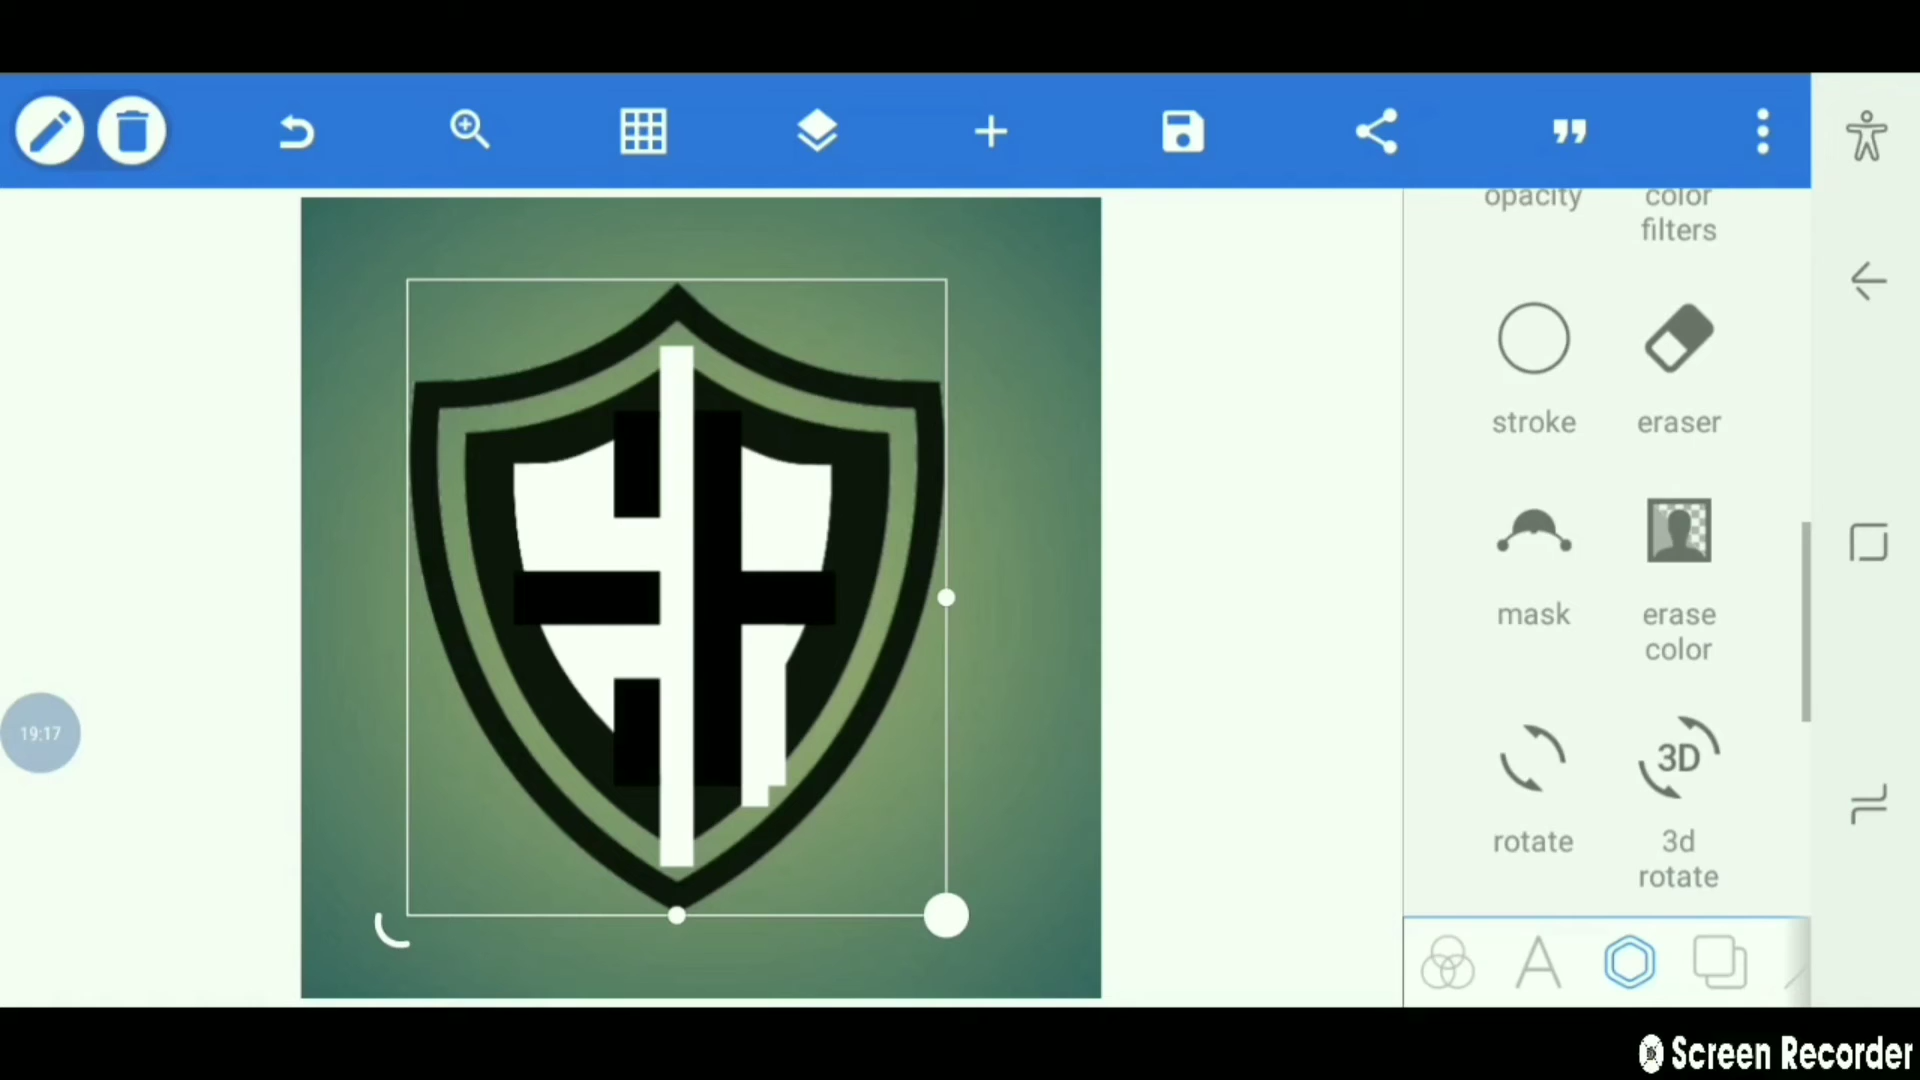 opacity
color
filters
stroke
eraser
mask
erase
color
19:17
3D
rotate
3d
rotate
A
Screen Recorder